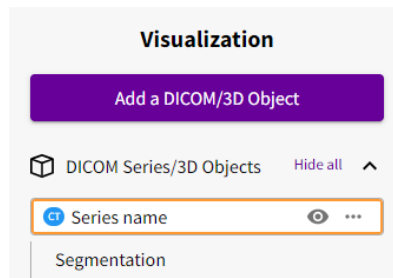 Visualization
Add a DICOM/3D Object
DICOM Series/3D Objects Hide all
CT Series name
Segmentation